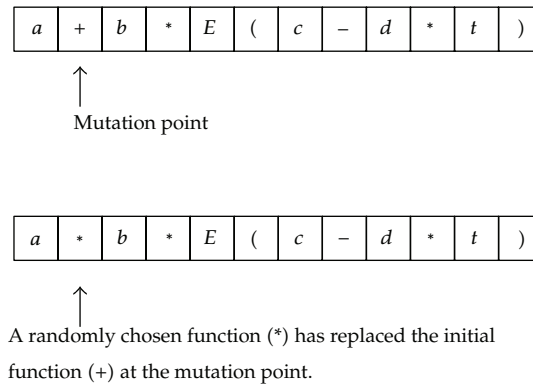 a + b * E ( c – d * t )
Mutation point
a * b * E ( c – d * t )
A randomly chosen function (*) has replaced the initial
function (+) at the mutation point.